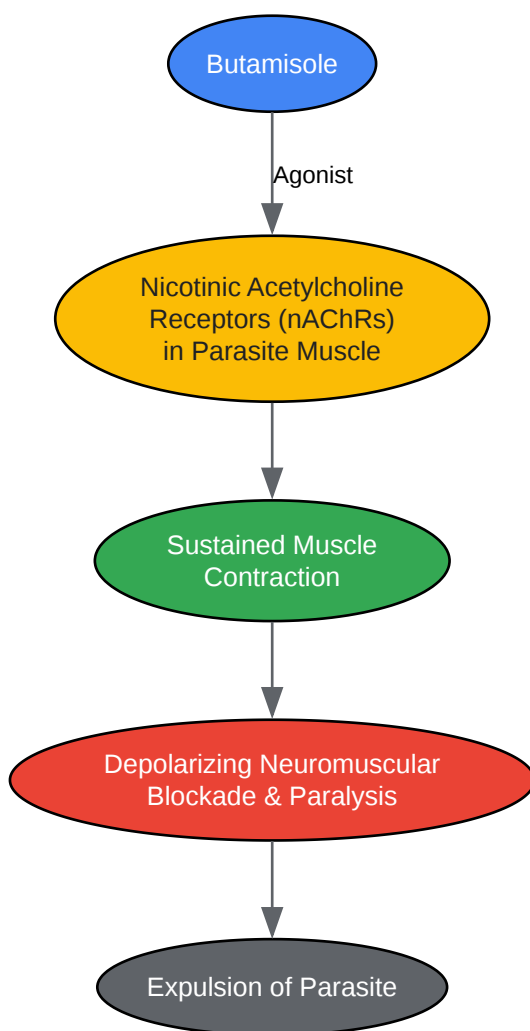 Butamisole
Agonist
Nicotinic Acetylcholine
Receptors (nAChRs)
in Parasite Muscle
Sustained Muscle
Contraction
Depolarizing Neuromuscular
Blockade & Paralysis
Expulsion of Parasite